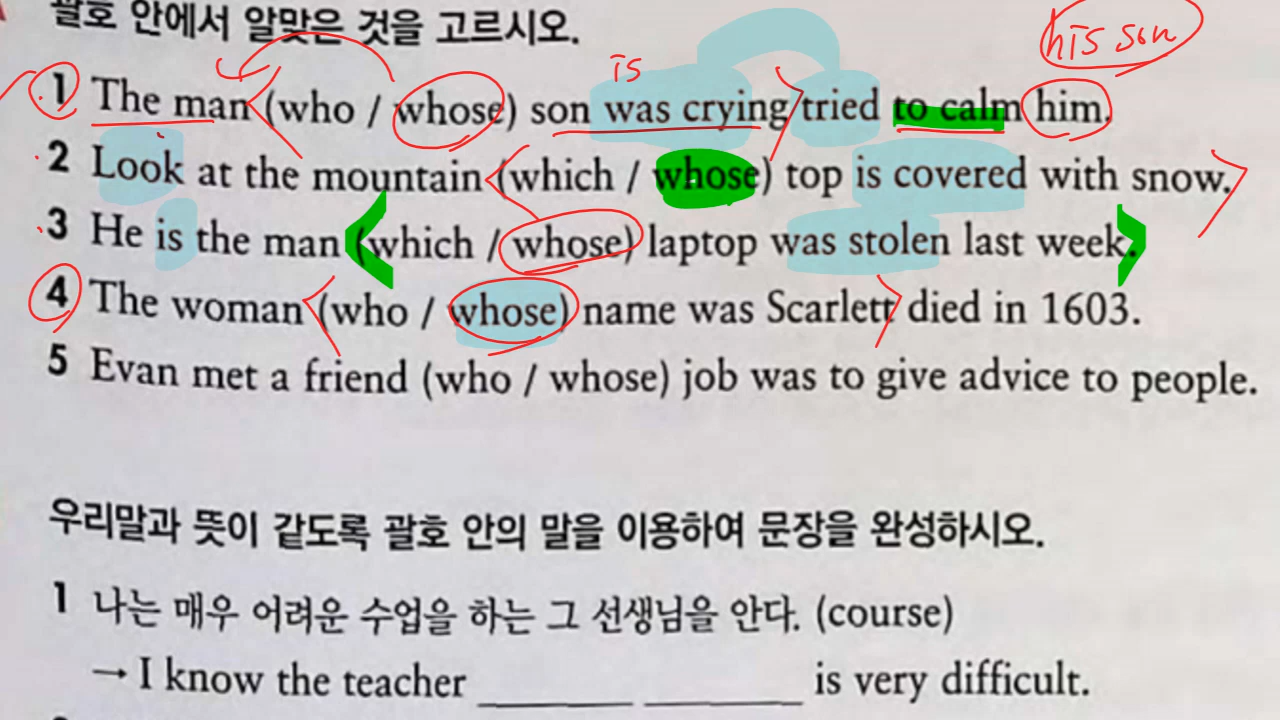 괄호 안에서 알맞은 것을 고르시오.
his son
is
1 The man (who / whose) son was crying tried to calm him.
2 Look at the mountain (which / whose) top is covered with snow.
3 He is the man (which / whose) laptop was stolen last week.
4 The woman (who / whose) name was Scarlett died in 1603.
5 Evan met a friend (who / whose) job was to give advice to people.
우리말과 뜻이 같도록 괄호 안의 말을 이용하여 문장을 완성하시오.
1 나는 매우 어려운 수업을 하는 그 선생님을 안다. (course)
→ I know the teacher ______ ______ is very difficult.